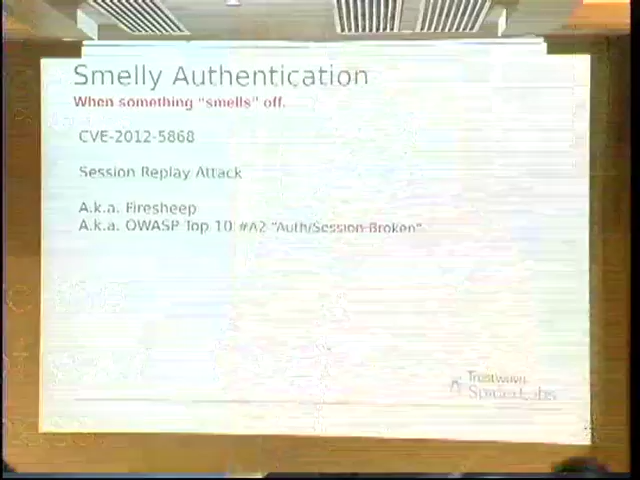 Smelly Authentication
When something "smells" off.
CVE-2012-5868
Session Replay Attack
A.k.a. Firesheep
A.k.a. OWASP Top 10 #A2 "Auth/Session Broken"
Trustwave
SpiderLabs